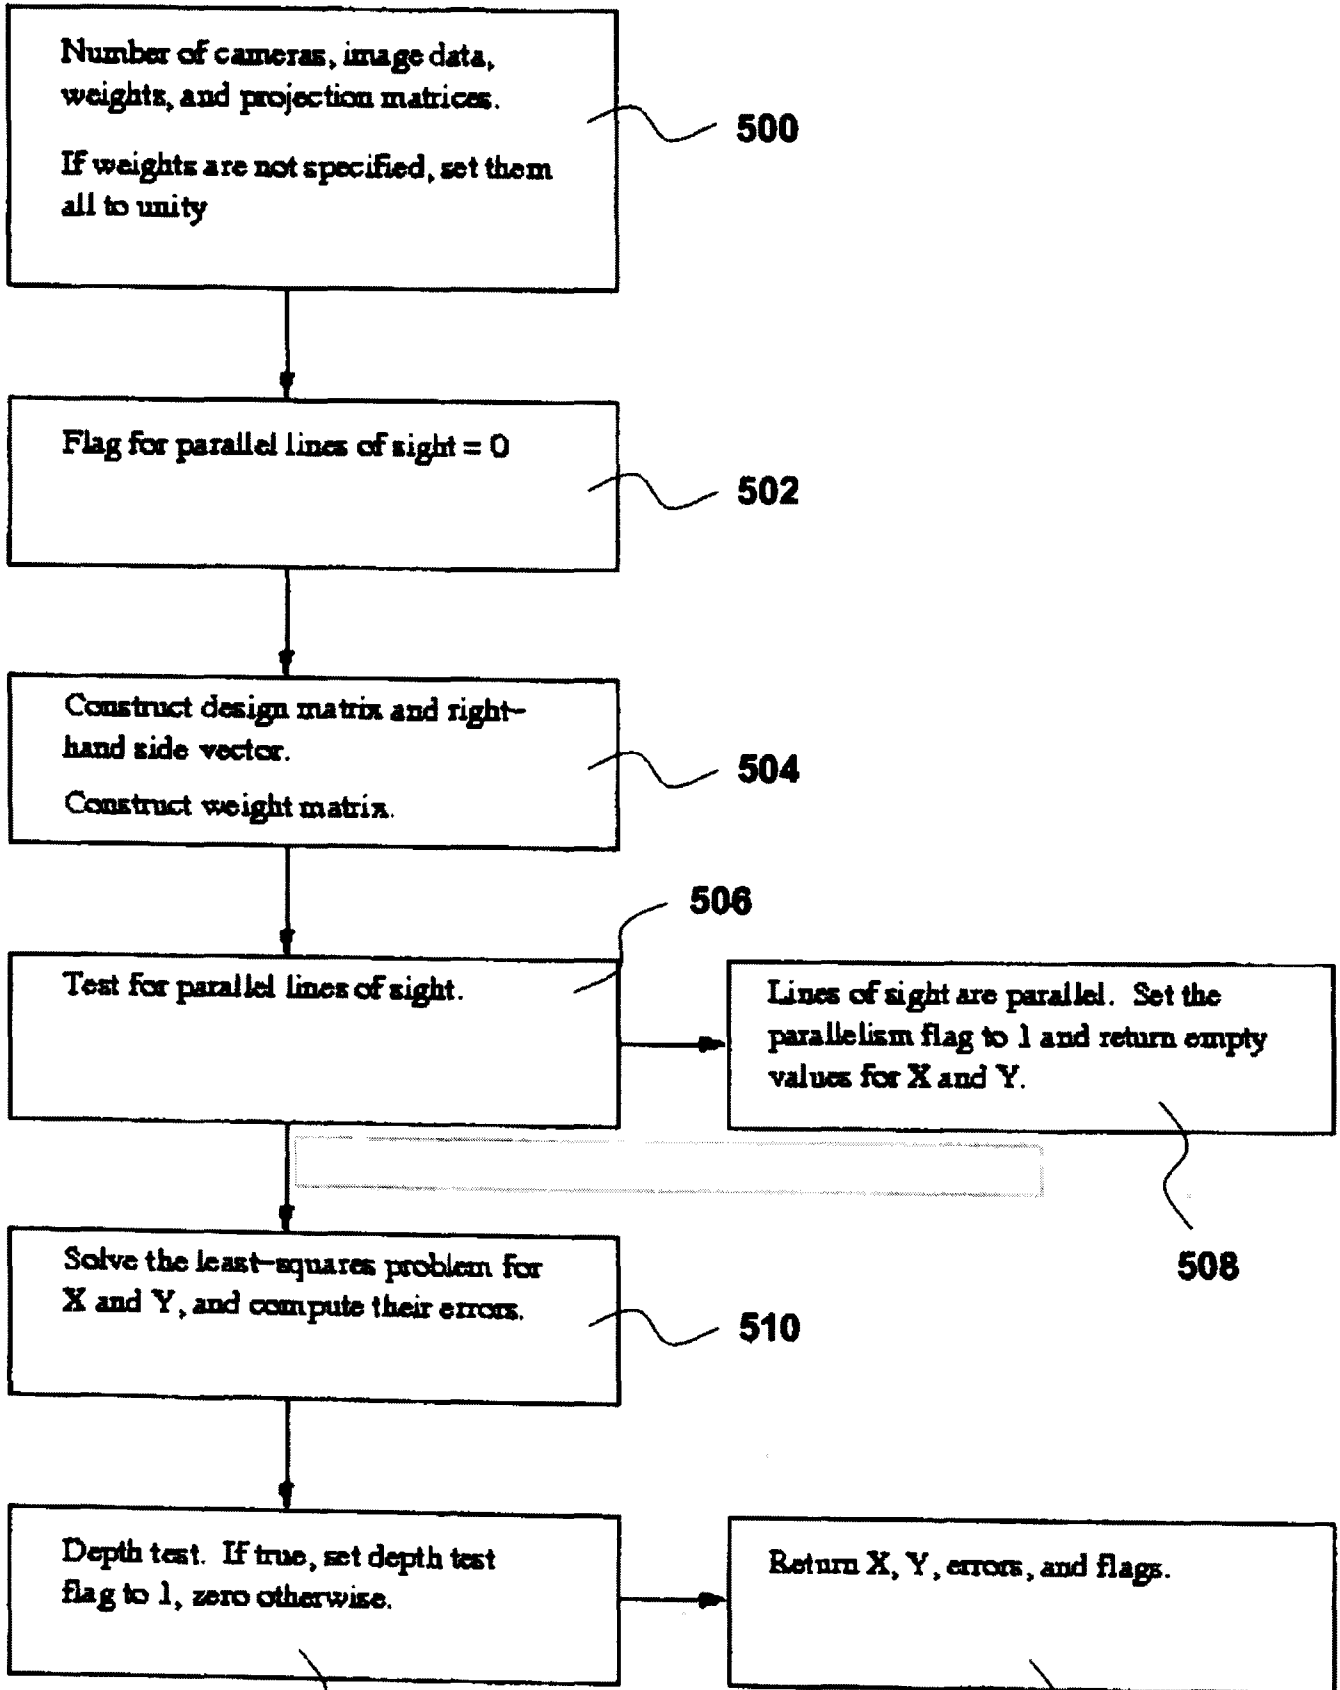 Number of cameras, image data,
weights, and projection matrices.
If weights are not specified, set them
all to unity
500
Flag for parallel lines of sight = 0
502
Construct design matrix and right-
hand side vector.
Construct weight matrix.
504
506
Test for parallel lines of sight.
Lines of sight are parallel. Set the
parallelism flag to 1 and return empty
values for X and Y.
508
Solve the least-squares problem for
X and Y, and compute their errors.
510
Depth test. If true, set depth test
flag to 1, zero otherwise.
Return X, Y, errors, and flags.